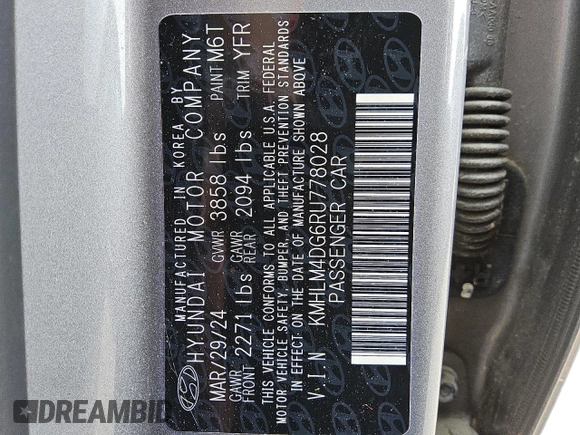 MANUFACTURED IN KOREA BY
HYUNDAI MOTOR COMPANY
MAR/29/24 GVWR 3858 lbs PAINT M6T
GAWR FRONT 2271 lbs GAWR REAR 2094 lbs TRIM YFR
THIS VEHICLE CONFORMS TO ALL APPLICABLE U.S.A. FEDERAL
MOTOR VEHICLE SAFETY, BUMPER, AND THEFT PREVENTION STANDARDS
IN EFFECT ON THE DATE OF MANUFACTURE SHOWN ABOVE
V.I.N KMHLM4DG6RU778028
PASSENGER CAR
DREAMBID